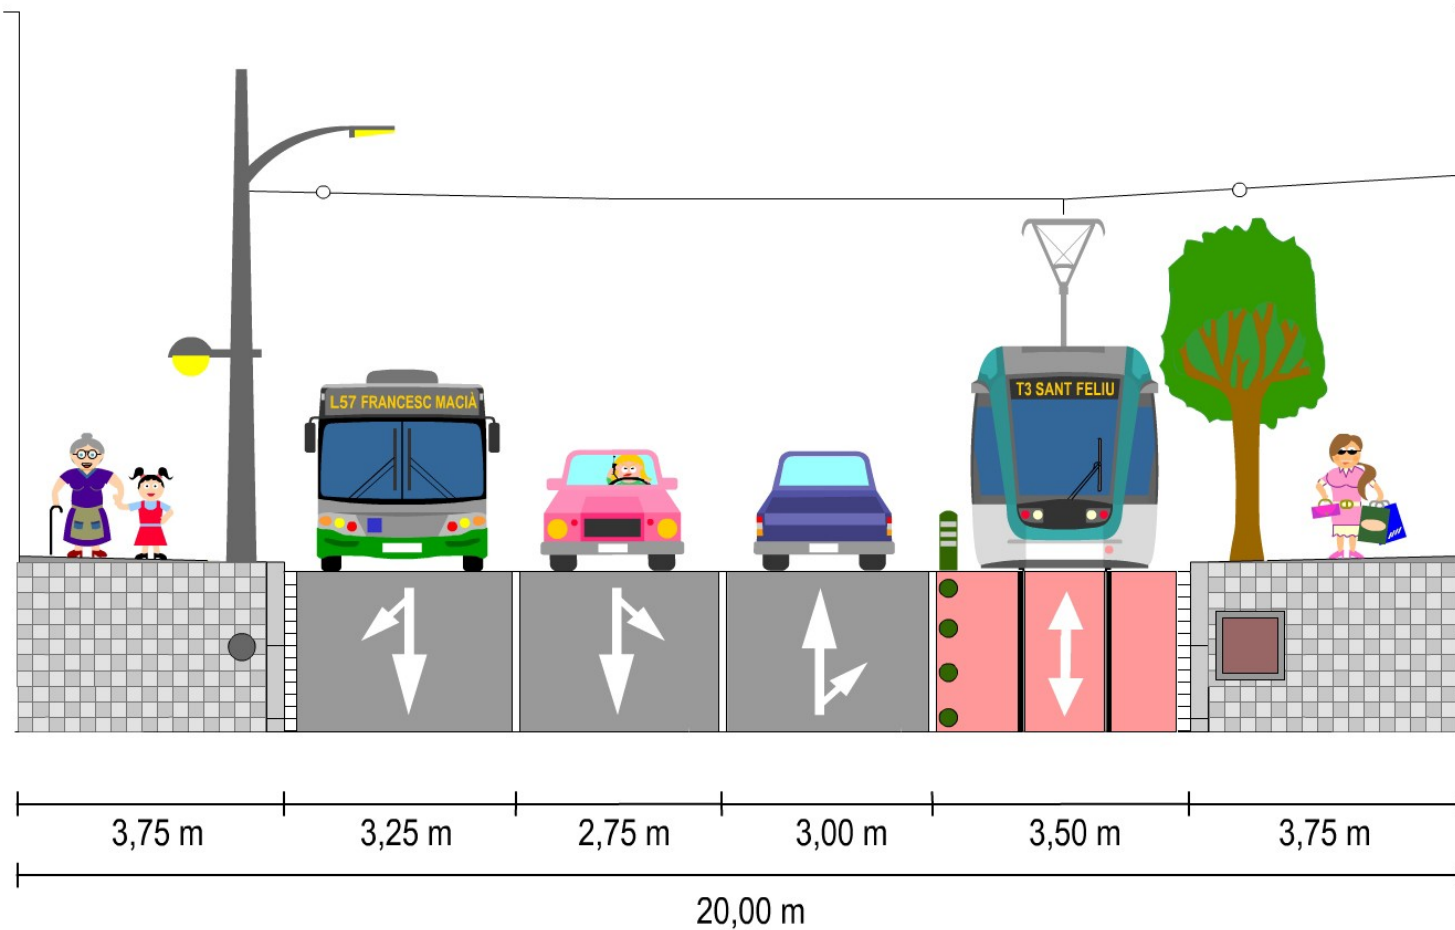 L57 FRANCESC MACIÀ
T3 SANT FELIU
3,75 m
3,25 m
2,75 m
3,00 m
3,50 m
3,75 m
20,00 m